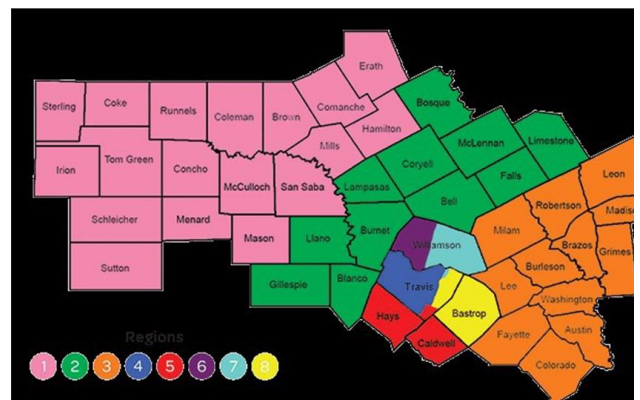 Erath
Sterling
Coke
Runnels
Coleman
Brown
Comanche
Bosque
Hamilton
Mills
McLennan
Limestone
Irion
Tom Green
Concho
McCulloch
San Saba
Lampasas
Coryell
Falls
Leon
Bell
Robertson
Madis
Schleicher
Menard
Mason
Llano
Burnet
Williamson
Milam
Brazos
Grimes
Sutton
Gillespie
Blanco
Travis
Lee
Burleson
Washington
Hays
Bastrop
Caldwell
Fayette
Austin
Colorado
Regions
1 2 3 4 5 6 7 8